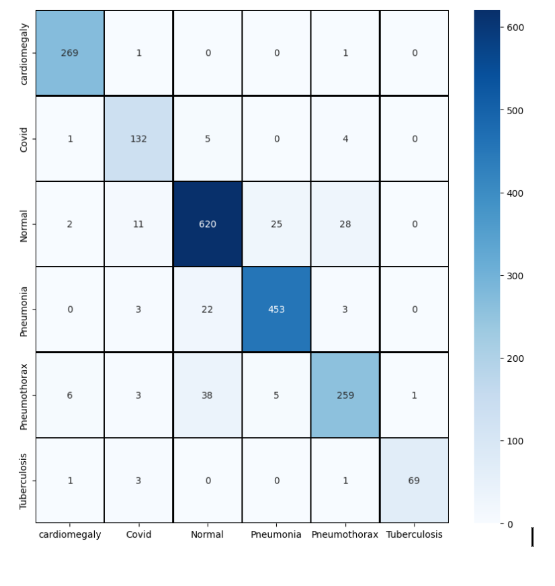 600
cardiomegaly 269 1 0 0 1 0
500
Covid 1 132 5 0 4 0
400
Normal 2 11 620 25 28 0
300
Pneumonia 0 3 22 453 3 0
200
Pneumothorax 6 3 38 5 259 1
100
Tuberculosis 1 3 0 0 1 69
0
cardiomegaly Covid Normal Pneumonia Pneumothorax Tuberculosis